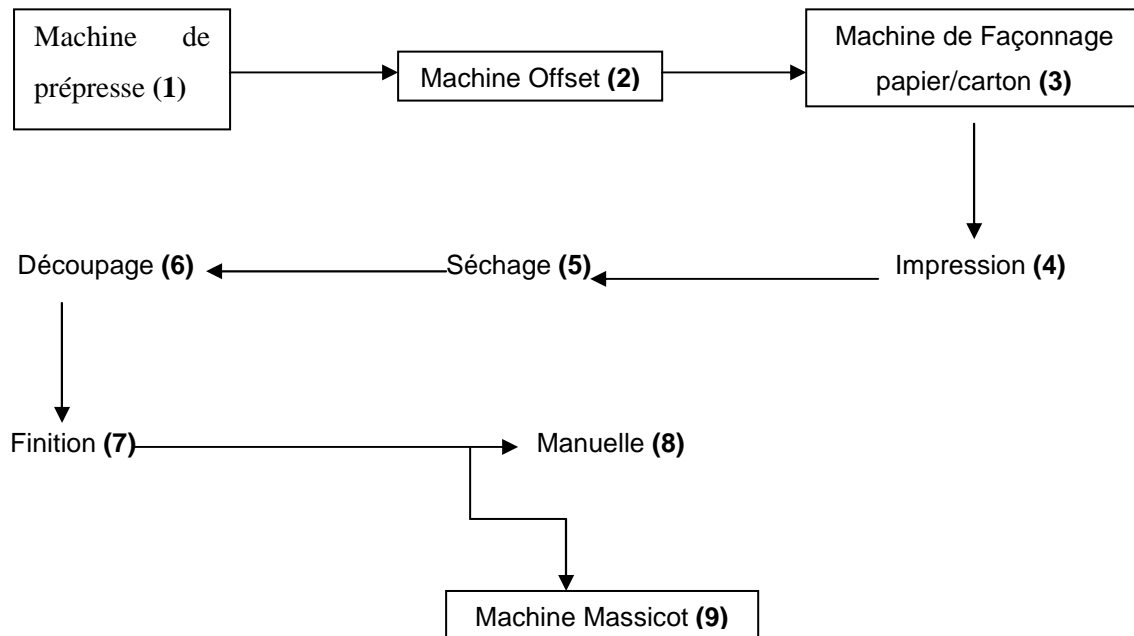 Machine de
prépresse (1)
Machine Offset (2)
Machine de Façonnage
papier/carton (3)
Découpage (6)
Séchage (5)
Impression (4)
Finition (7)
Manuelle (8)
Machine Massicot (9)